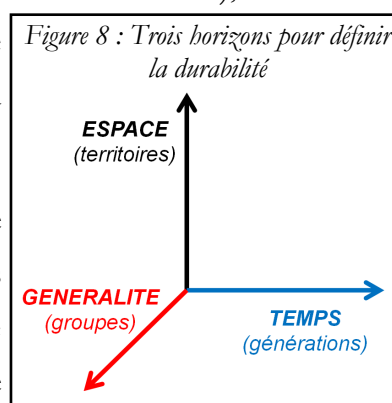 Figure 8 : Trois horizons pour définir
la durabilité
ESPACE
(territoires)
GENERALITE
(groupes)
TEMPS
(générations)